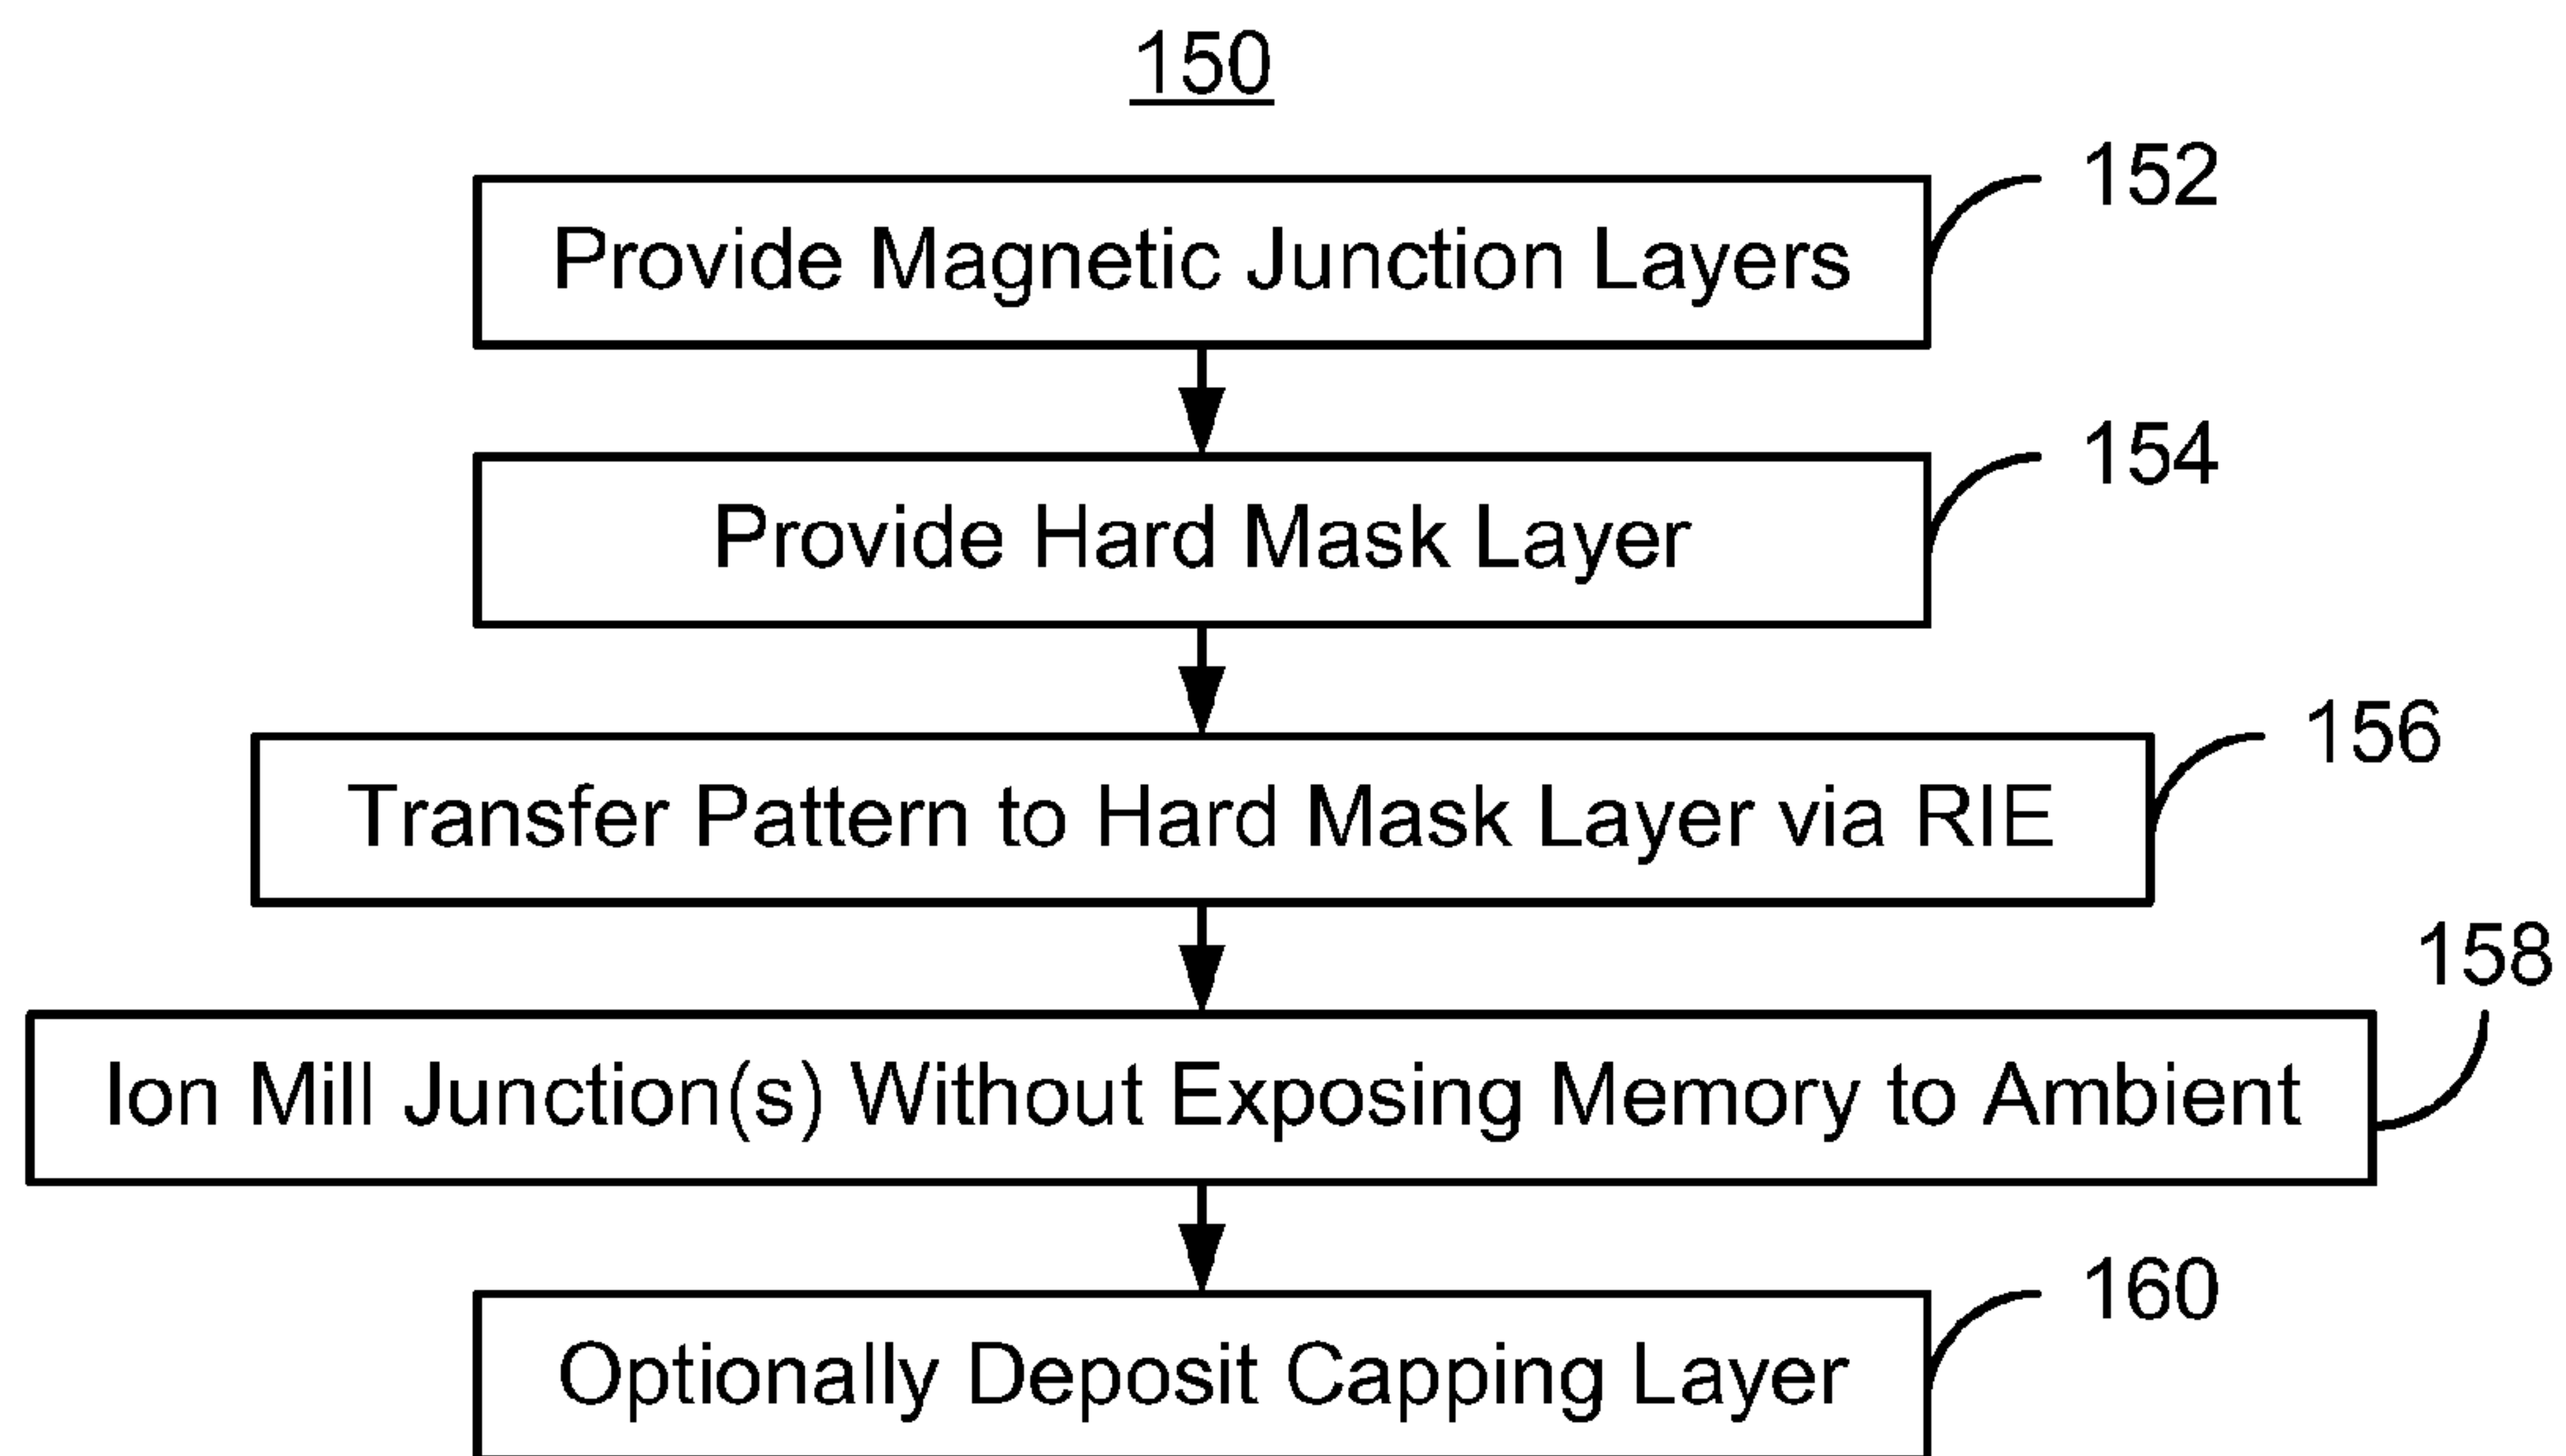 150
Provide Magnetic Junction Layers
152
Provide Hard Mask Layer
154
Transfer Pattern to Hard Mask Layer via RIE
156
Ion Mill Junction(s) Without Exposing Memory to Ambient
158
Optionally Deposit Capping Layer
160